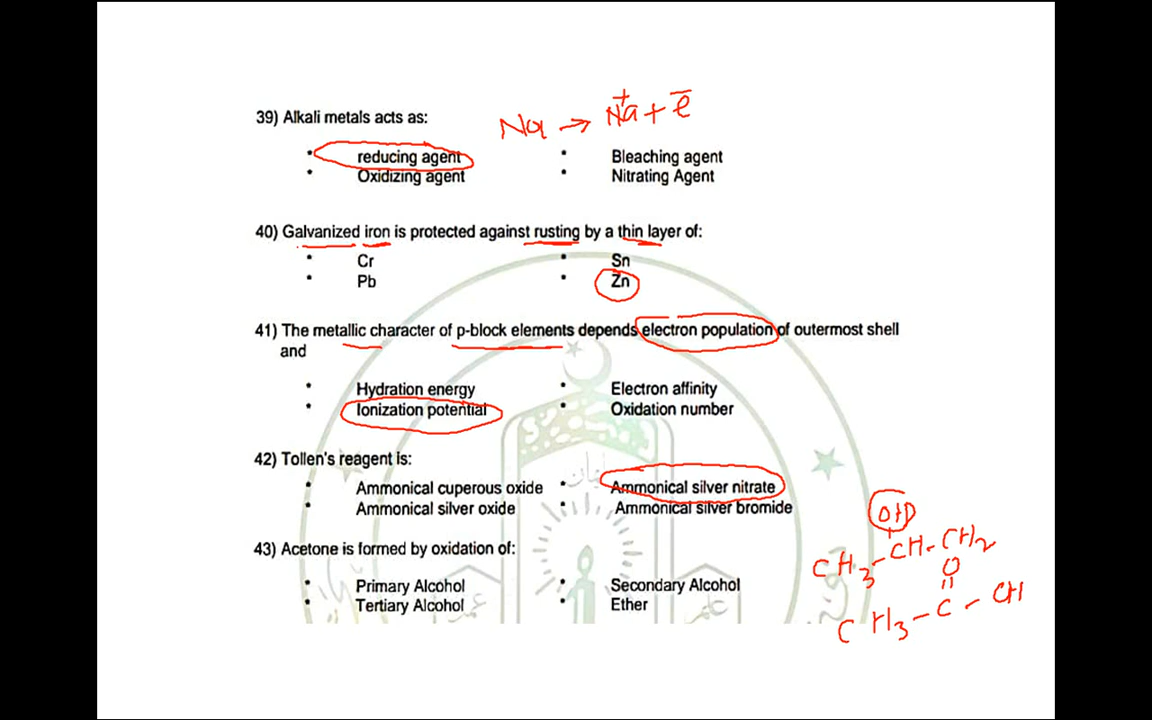 39) Alkali metals acts as:
Na → Na⁺ + e⁻
• reducing agent • Bleaching agent
• Oxidizing agent • Nitrating Agent
40) Galvanized iron is protected against rusting by a thin layer of:
• Cr • Sn
• Pb • Zn
41) The metallic character of p-block elements depends electron population of outermost shell
and
• Hydration energy • Electron affinity
• Ionization potential • Oxidation number
42) Tollen's reagent is:
• Ammonical cuperous oxide • Ammonical silver nitrate
• Ammonical silver oxide • Ammonical silver bromide
43) Acetone is formed by oxidation of:
• Primary Alcohol • Secondary Alcohol
• Tertiary Alcohol • Ether
CH3-CH-CH2
O
CH3-C-CH